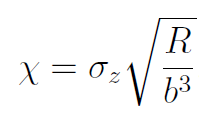 χ = σ_z √(R/b³)